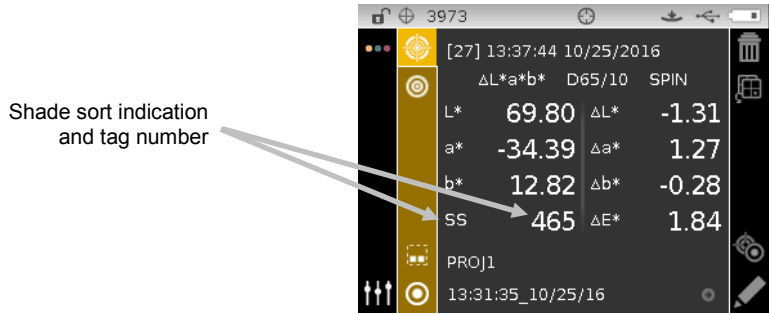 3973
[27] 13:37:44 10/25/2016
ΔL*a*b* D65/10 SPIN
Shade sort indication
and tag number
L* 69.80 ΔL* -1.31
a* -34.39 Δa* 1.27
b* 12.82 Δb* -0.28
SS 465 ΔE* 1.84
PROJ1
13:31:35_10/25/16